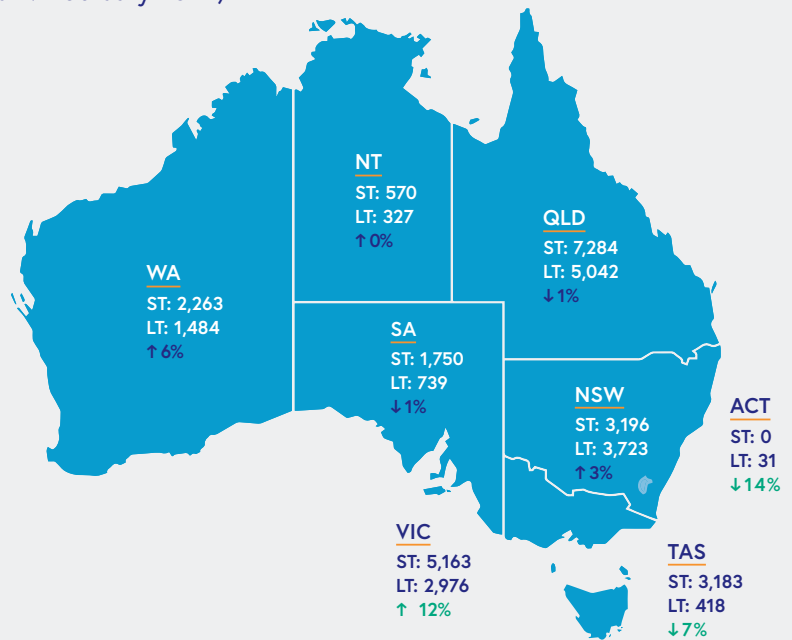 NT
ST: 570
LT: 327
↑ 0%
QLD
ST: 7,284
LT: 5,042
↓ 1%
WA
ST: 2,263
LT: 1,484
↑ 6%
SA
ST: 1,750
LT: 739
↓ 1%
NSW
ST: 3,196
LT: 3,723
↑ 3%
ACT
ST: 0
LT: 31
↓ 14%
VIC
ST: 5,163
LT: 2,976
↑ 12%
TAS
ST: 3,183
LT: 418
↓ 7%